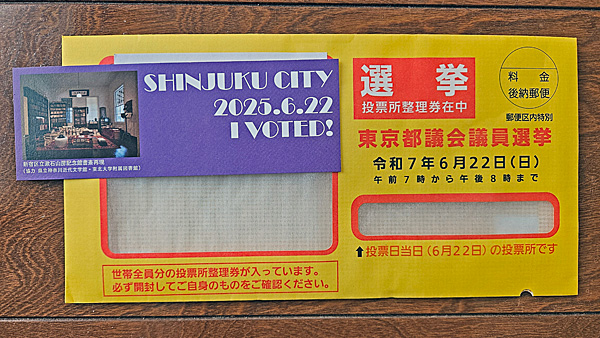 SHINJUKU CITY
2025.6.22
I VOTED!
新宿区立漱石山房記念館書斎再現
(協力 県立神奈川近代文学館・東北大学附属図書館)
選挙
投票所整理券在中
料金
後納郵便
郵便区内特別
東京都議会議員選挙
令和7年6月22日(日)
午前7時から午後8時まで
⬆投票日当日(6月22日)の投票所です
世帯全員分の投票所整理券が入っています。
必ず開封してご自身のものをご確認ください。